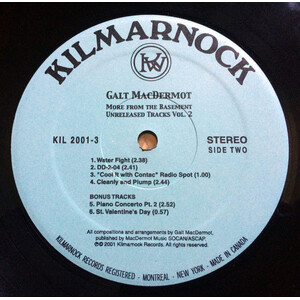 KILMARNOCK
KR
GALT MACDERMOT
MORE FROM THE BASEMENT
UNRELEASED TRACKS VOL. 2
KIL 2001-3
STEREO
SIDE TWO
1. Water Fight (2.38)
2. DD-J-04 (2.41)
3. "Cool It with Contac" Radio Spot (1.00)
4. Cleanly and Plump (2.44)
BONUS TRACKS
5. Piano Concerto Pt. 2 (2.52)
6. St. Valentine's Day (0.57)
All compositions and arrangements by Galt MacDermot,
published by MacDermot Music SOCAN/ASCAP.
℗©2001 Kilmarnock Records. All rights reserved.
KILMARNOCK RECORDS REGISTERED - MONTREAL - NEW YORK - MADE IN CANADA